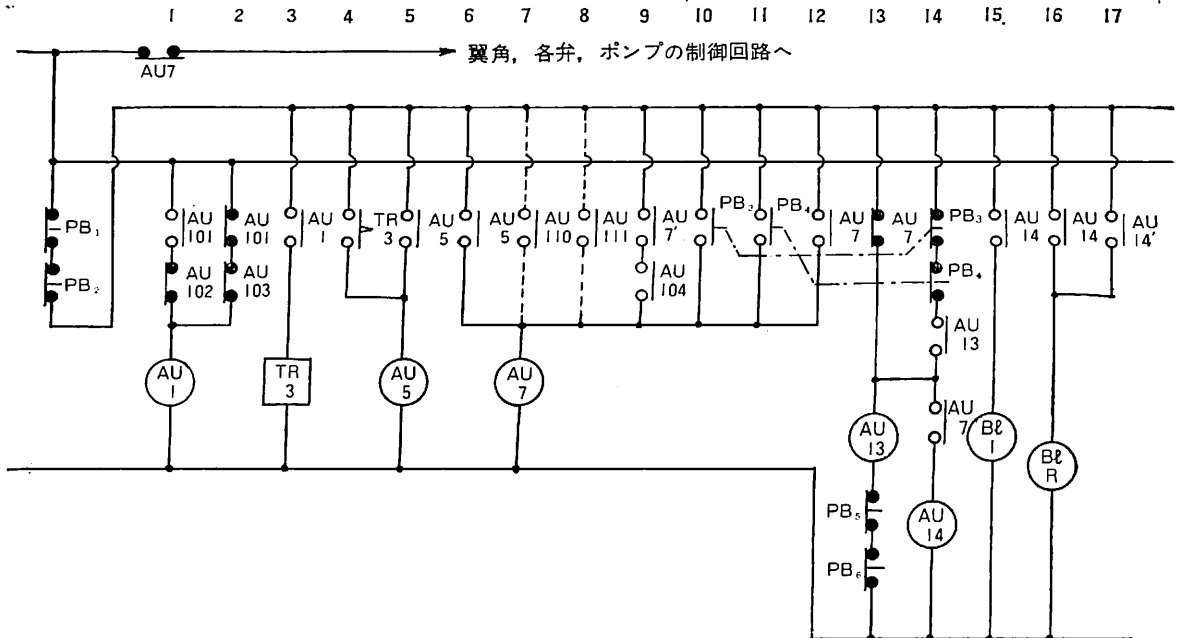 1 2 3 4 5 6 7 8 9 10 11 12 13 14 15 16 17
AU7
翼角，各弁，ポンプの制御回路へ
PB₁
PB₂
AU 101
AU 102
AU 101
AU 103
AU 1
TR 3
AU 5
AU 5
AU 110
AU 111
AU 7'
AU 104
PB₃
PB₄
AU 7
AU 7
PB₃
PB₄
AU 13
AU 7
AU 14
AU 14
AU 14'
AU 1
TR 3
AU 5
AU 7
AU 13
PB₅
PB₆
AU 14
Bℓ
Bℓ R